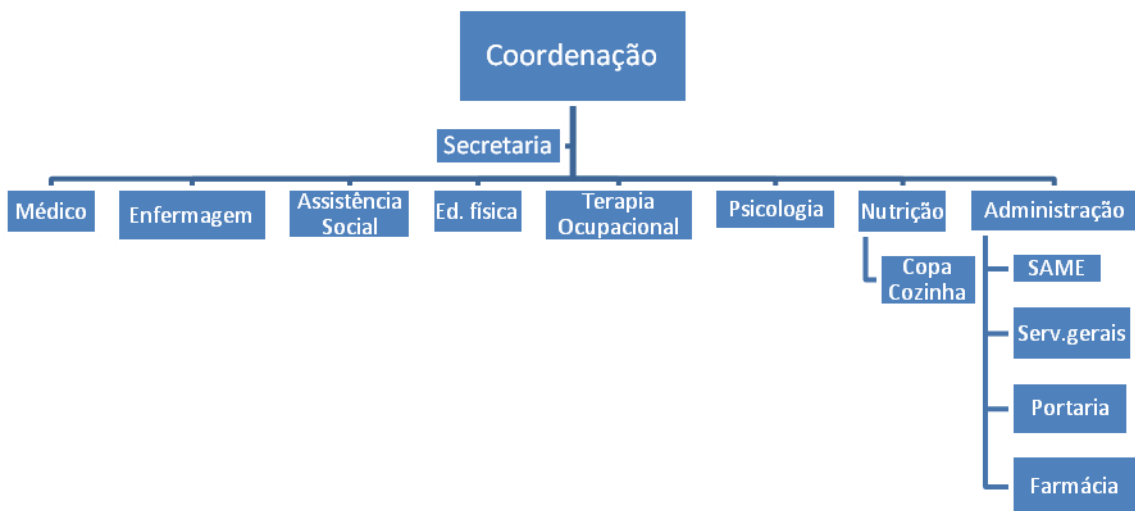 Coordenação
Secretaria
Médico
Enfermagem
Assistência
Social
Ed. física
Terapia
Ocupacional
Psicologia
Nutrição
Administração
Copa
Cozinha
SAME
Serv.gerais
Portaria
Farmácia